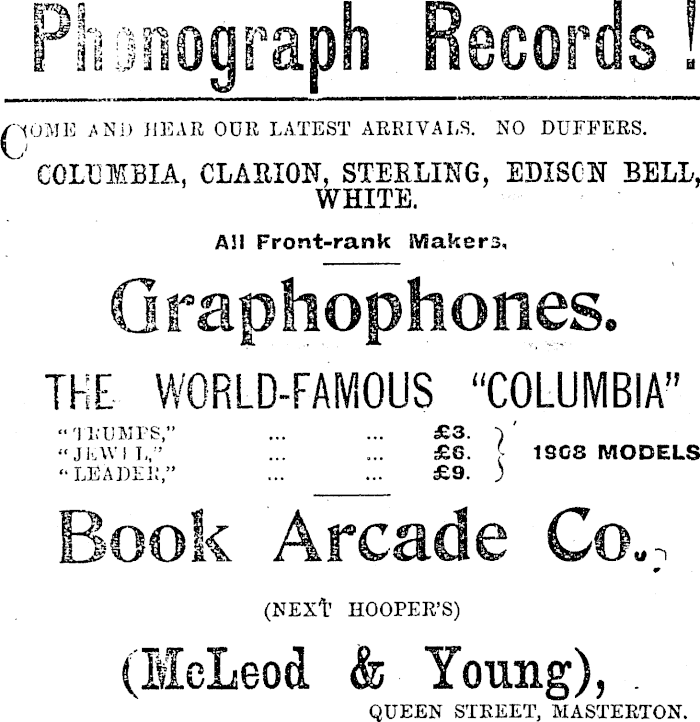 Phonograph Records!
COME AND HEAR OUR LATEST ARRIVALS. NO DUFFERS.
COLUMBIA, CLARION, STERLING, EDISON BELL,
WHITE.
All Front-rank Makers,
Graphophones.
THE WORLD-FAMOUS "COLUMBIA"
"TRUMPS," ... ... £3.
"JEWEL," ... ... £6. 1908 MODELS
"LEADER," ... ... £9.
Book Arcade Co.,
(NEXT HOOPER'S)
(McLeod & Young),
QUEEN STREET, MASTERTON.